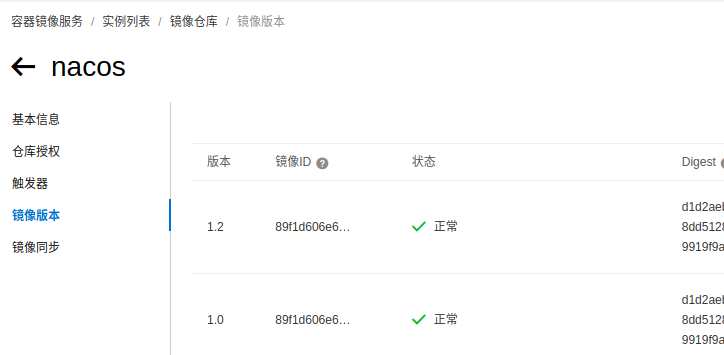 容器镜像服务 / 实例列表 / 镜像仓库 / 镜像版本
nacos
基本信息
仓库授权
触发器
镜像版本
镜像同步
版本 镜像ID 状态 Digest
1.2 89f1d606e6... 正常
d1d2aeb
8dd5128
9919f9a
1.0 89f1d606e6... 正常
d1d2aeb
8dd5128
9919f9a